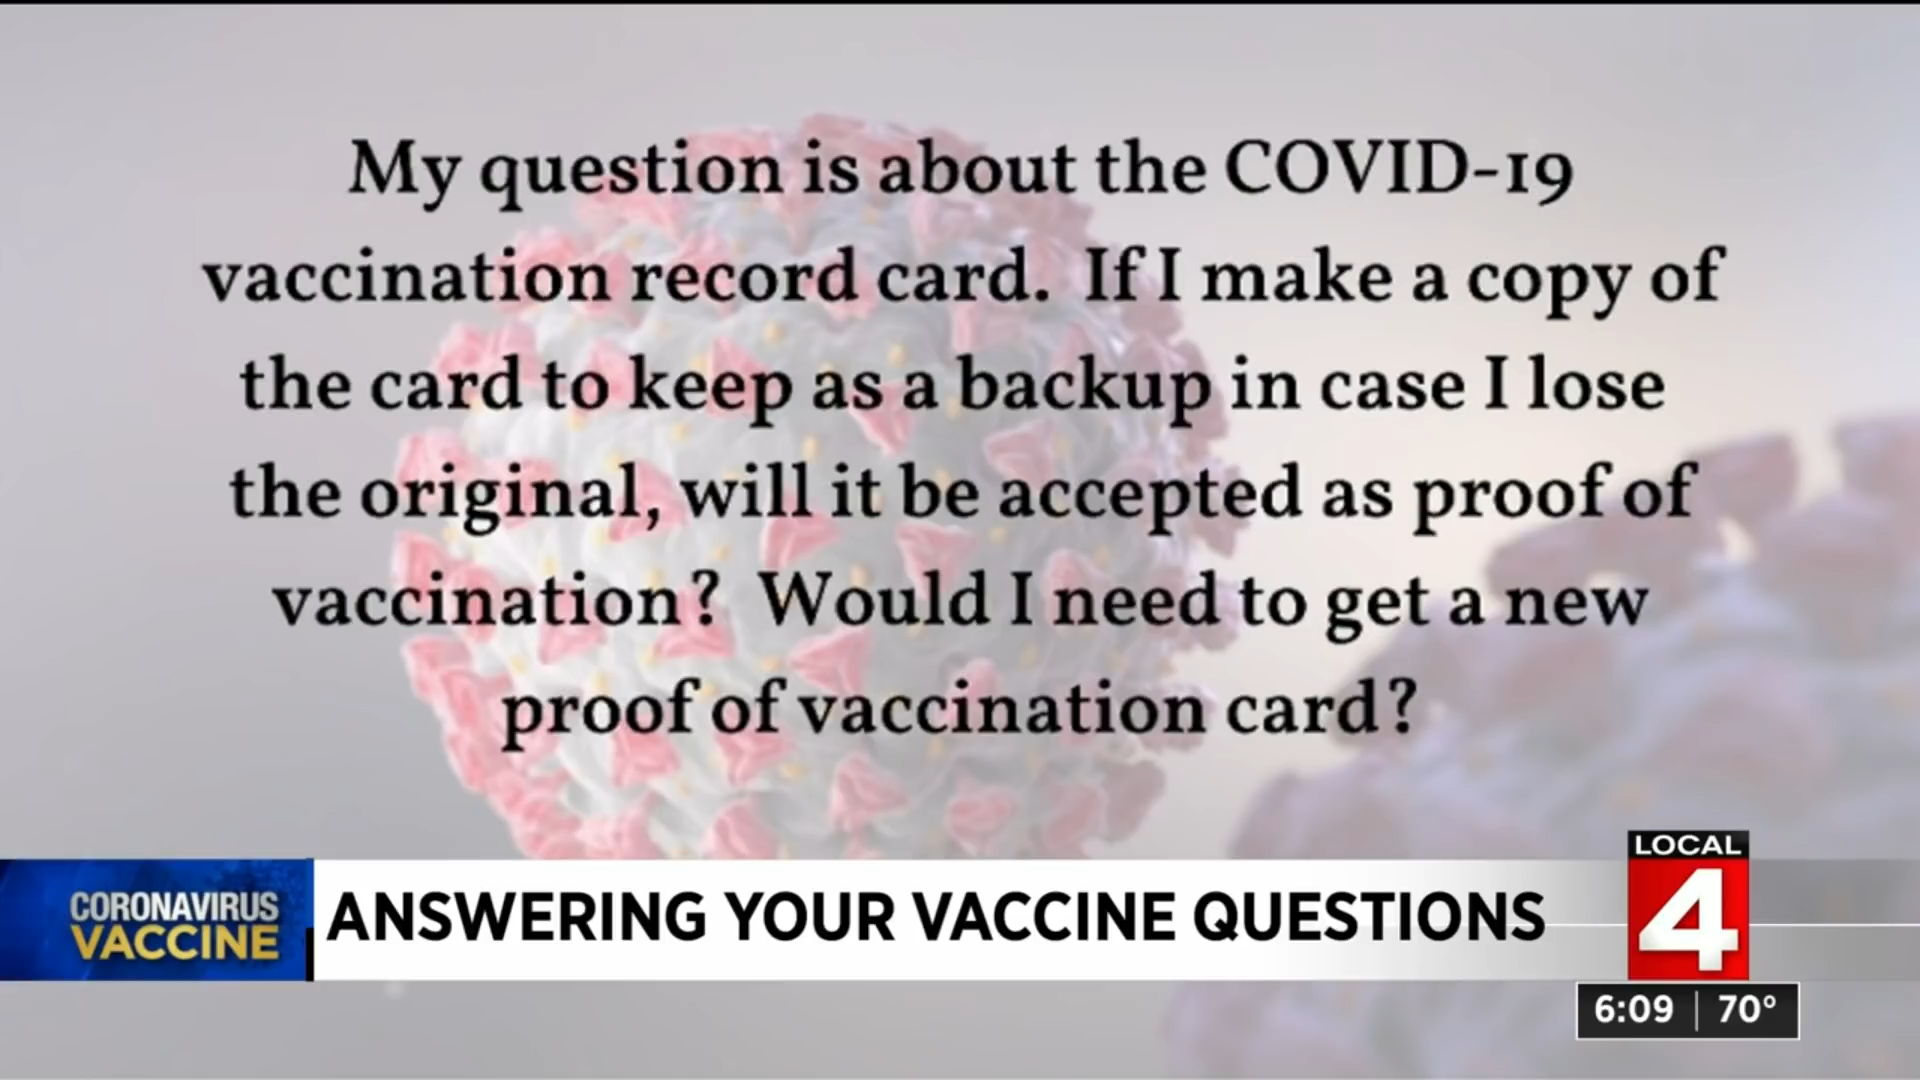 My question is about the COVID-19
vaccination record card.  If I make a copy of
the card to keep as a backup in case I lose
the original, will it be accepted as proof of
vaccination?  Would I need to get a new
proof of vaccination card?
CORONAVIRUS
VACCINE
ANSWERING YOUR VACCINE QUESTIONS
LOCAL
4
6:09 | 70°